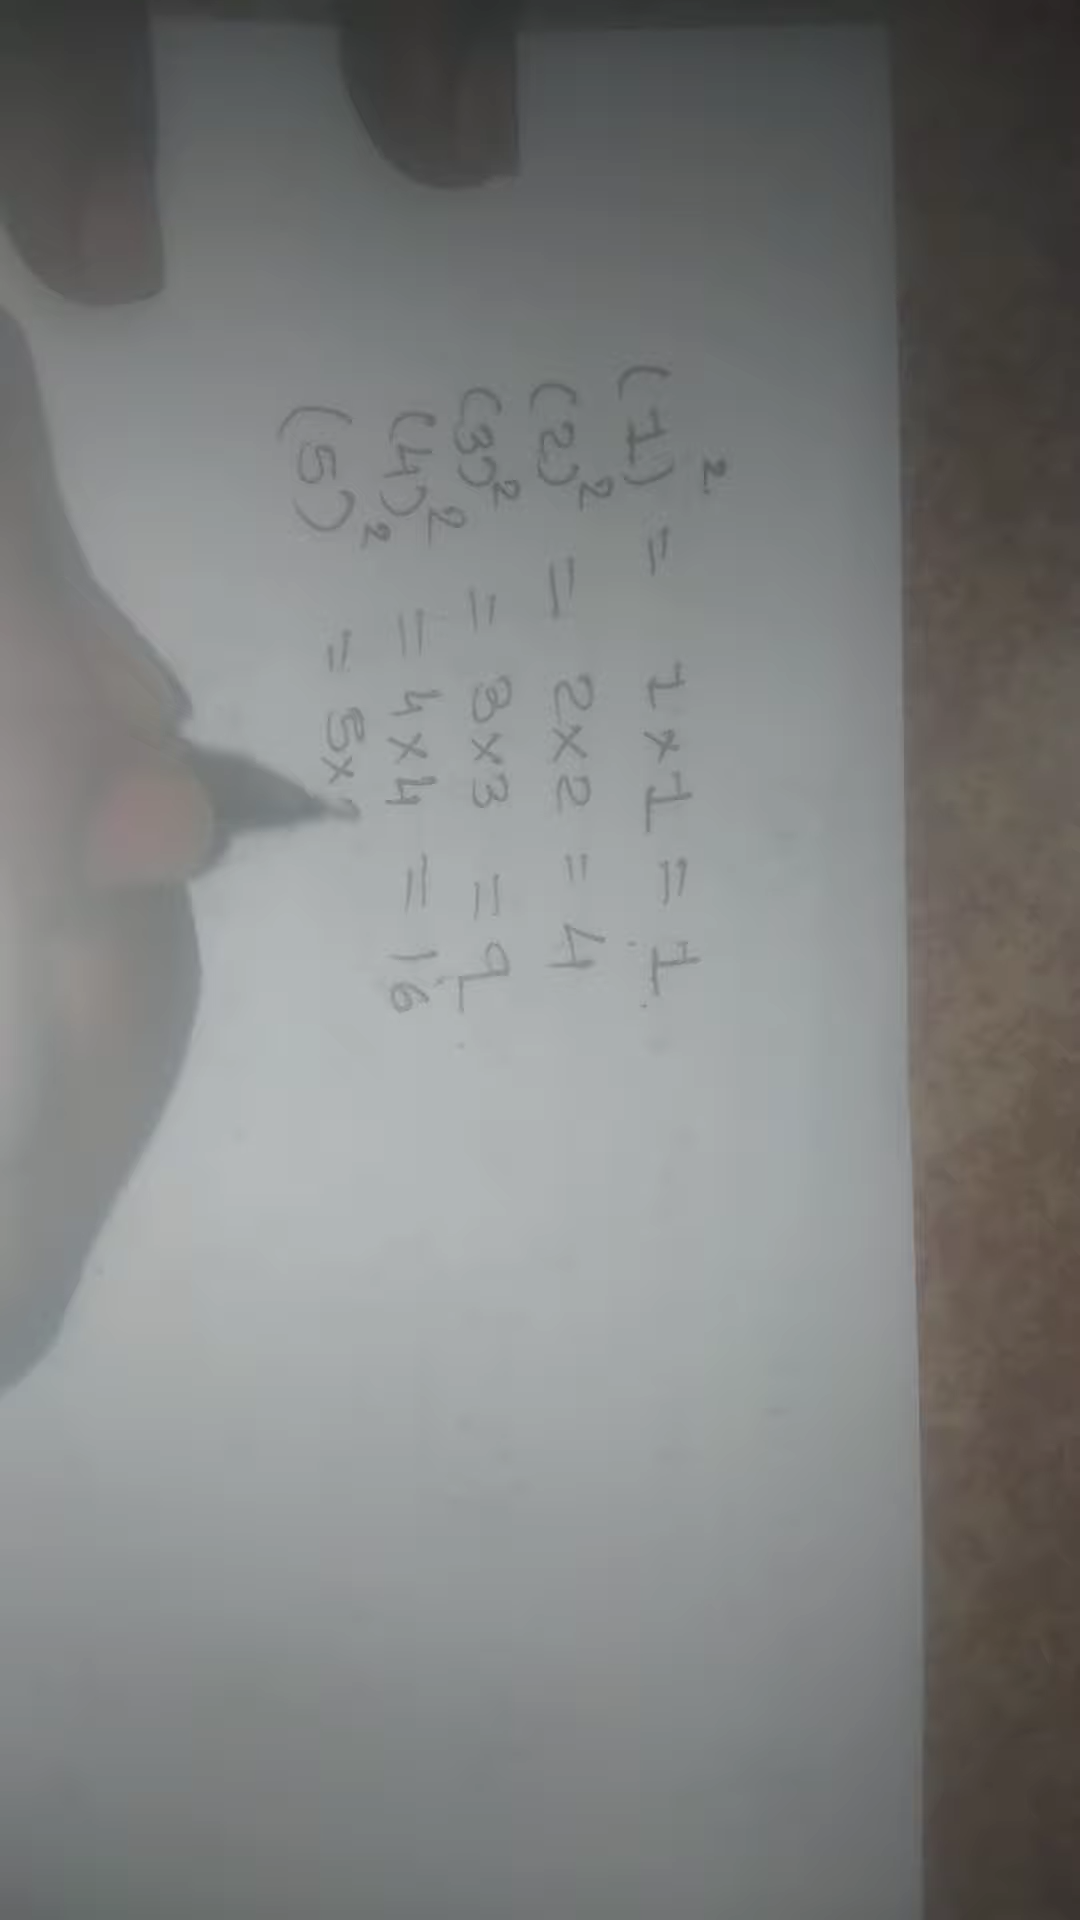 (1)² = 1×1 = 1
(2)² = 2×2 = 4
(3)² = 3×3 = 9
(4)² = 4×4 = 16
(5)² = 5×